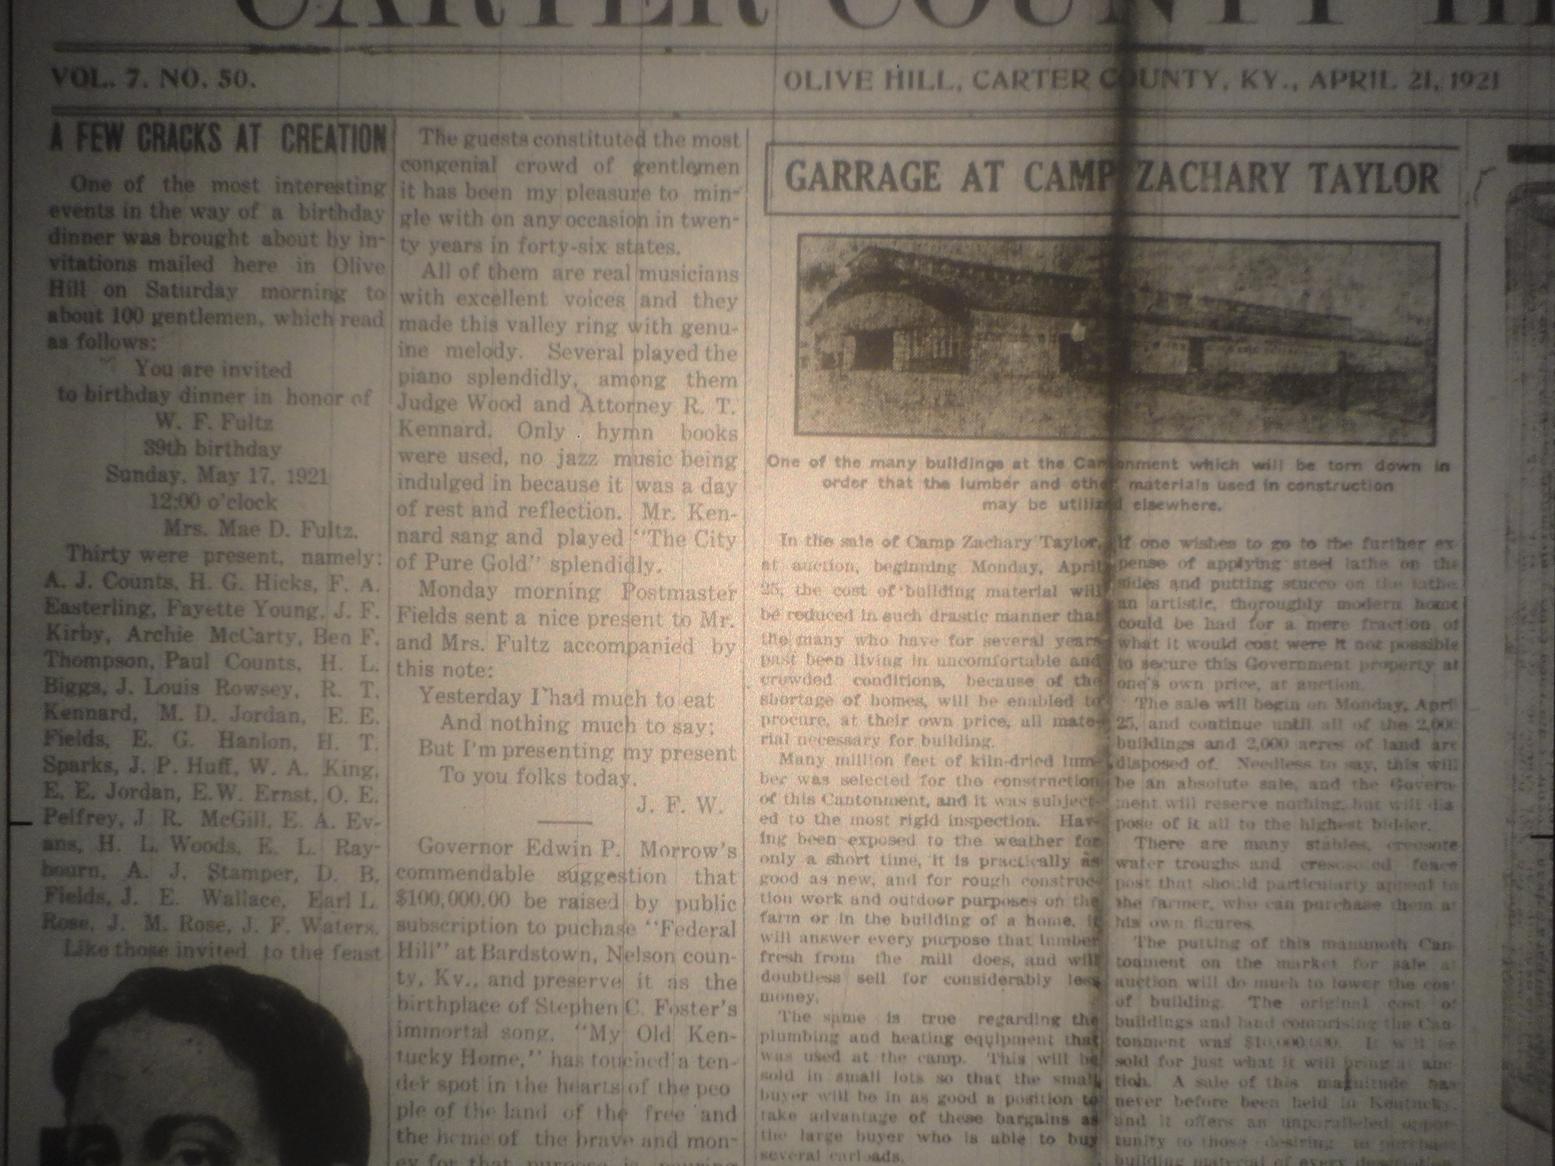 CARTER COUNTY
VOL. 7. NO. 50.
OLIVE HILL, CARTER COUNTY, KY., APRIL 21, 1921
A FEW CRACKS AT CREATION
One of the most interesting
events in the way of a birthday
dinner was brought about by in-
vitations mailed here in Olive
Hill on Saturday morning to
about 100 gentlemen, which read
as follows:
You are invited
to birthday dinner in honor of
W. F. Fultz
39th birthday
Sunday, May 17, 1921
12:00 o'clock
Mrs. Mae D. Fultz.
Thirty were present, namely:
A. J. Counts, H. G. Hicks, F. A.
Easterling, Fayette Young, J. F.
Kirby, Archie McCarty, Ben F.
Thompson, Paul Counts, H. L.
Biggs, J. Louis Rowsey, R. T.
Kennard, M. D. Jordan, E. E.
Fields, E. G. Hanlon, H. T.
Sparks, J. P. Huff, W. A. King,
E. E. Jordan, E.W. Ernst, O. E.
Pelfrey, J R. McGill, E. A. Ev-
ans, H. L. Woods, E. L. Ray-
bourn, A. J. Stamper, D. B.
Fields, J. E. Wallace, Earl L
Rose, J. M. Rose, J. F. Waters.
Like those invited to the feast
The guests constituted the most
congenial crowd of gentlemen
it has been my pleasure to min-
gle with on any occasion in twen-
ty years in forty-six states.
All of them are real musicians
with excellent voices and they
made this valley ring with genu-
ine melody. Several played the
piano splendidly, among them
Judge Wood and Attorney R. T.
Kennard. Only hymn books
were used, no jazz music being
indulged in because it was a day
of rest and reflection. Mr. Ken-
nard sang and played "The City
of Pure Gold" splendidly.
Monday morning Postmaster
Fields sent a nice present to Mr.
and Mrs. Fultz accompanied by
this note:
Yesterday I had much to eat
And nothing much to say;
But I'm presenting my present
To you folks today.
J. F. W.
Governor Edwin P. Morrow's
commendable suggestion that
$100,000.00 be raised by public
subscription to puchase "Federal
Hill" at Bardstown, Nelson coun-
ty, Ky., and preserve it as the
birthplace of Stephen C. Foster's
immortal song. "My Old Ken-
tucky Home," has touched a ten-
der spot in the hearts of the peo
ple of the land of the free and
the home of the brave and mon-
ey for that purpose is
GARRAGE AT CAMP ZACHARY TAYLOR
One of the many buildings at the Cantonment which will be torn down in
order that the lumber and other materials used in construction
may be utilized elsewhere.
In the sale of Camp Zachary Taylor,
at auction, beginning Monday, April
25, the cost of building material will
be reduced in such drastic manner that
the many who have for several years
past been living in uncomfortable and
crowded conditions, because of the
shortage of homes, will be enabled to
procure, at their own price, all mate-
rial necessary for building.
Many million feet of kiln-dried lum-
ber was selected for the construction
of this Cantonment, and it was subject-
ed to the most rigid inspection. Hav-
ing been exposed to the weather for
only a short time, it is practically as
good as new, and for rough construc-
tion work and outdoor purposes on the
farm or in the building of a home, it
will answer every purpose that lumber
fresh from the mill does, and will
doubtless sell for considerably less
money.
The same is true regarding the
plumbing and heating equipment that
was used at the camp. This will be
sold in small lots so that the small
buyer will be in as good a position to
take advantage of these bargains as
the large buyer who is able to buy
several carloads.
If one wishes to go to the further ex-
pense of applying steel lathe on the
sides and putting stucco on the lathe
an artistic, thoroughly modern home
could be had for a mere fraction of
what it would cost were it not possible
to secure this Government property at
one's own price, at auction.
The sale will begin on Monday, April
25, and continue until all of the 2,000
buildings and 2,000 acres of land are
disposed of. Needless to say, this will
be an absolute sale, and the Govern-
ment will reserve nothing, but will dis
pose of it all to the highest bidder.
There are many stables, creosote
water troughs and creosoted fence
post that should particularly appeal to
the farmer, who can purchase them at
his own figures.
The putting of this mammoth Can-
tonment on the market for sale at
auction will do much to lower the cost
of building. The original cost of
buildings and land comprising the Can-
tonment was It will be
sold for just what it will bring at auc-
tion. A sale of this magnitude has
never before been held in Kentucky,
and it offers an unparalleled oppor-
tunity to those desiring to purchase
building material of every